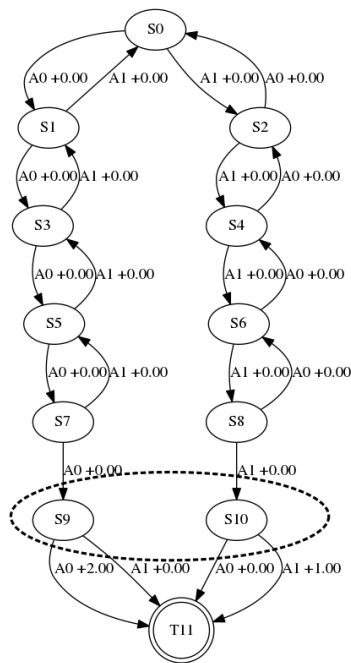 S0
A0 +0.00 A1 +0.00 A1 +0.00 A0 +0.00
S1 S2
A0 +0.00 A1 +0.00 A1 +0.00 A0 +0.00
S3 S4
A0 +0.00 A1 +0.00 A1 +0.00 A0 +0.00
S5 S6
A0 +0.00 A1 +0.00 A1 +0.00 A0 +0.00
S7 S8
A0 +0.00 A1 +0.00
S9 S10
A0 +2.00 A1 +0.00 A0 +0.00 A1 +1.00
T11